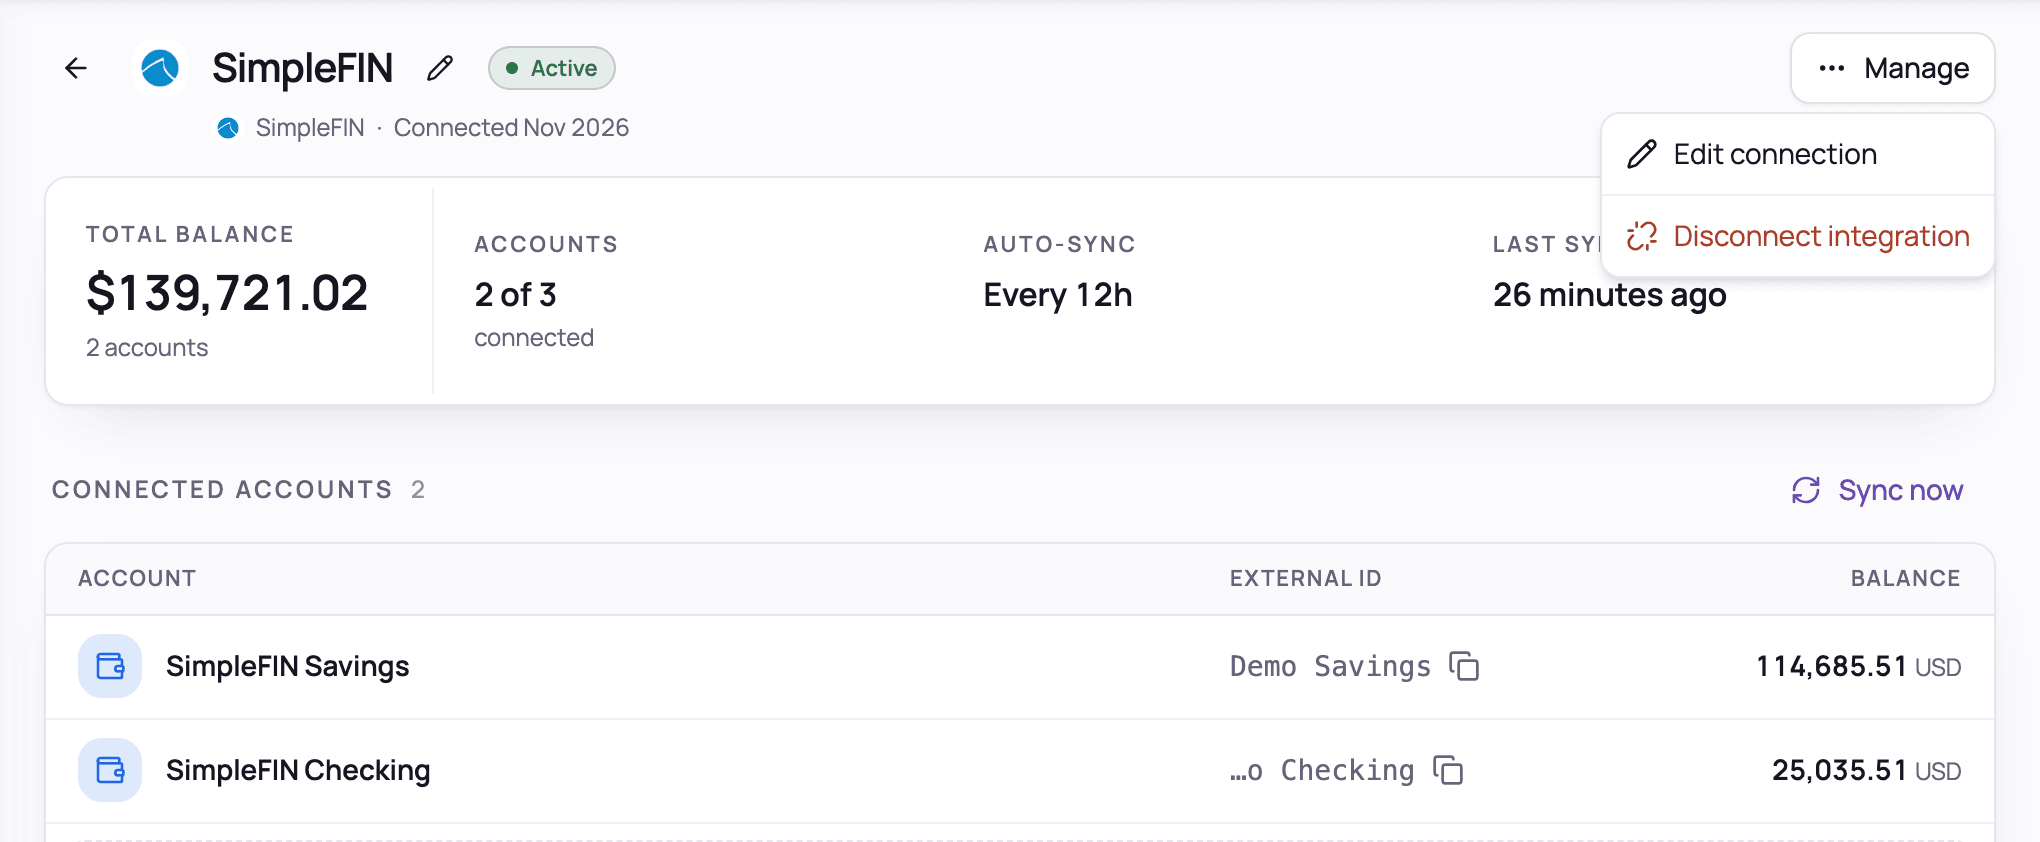 SimpleFIN
Active
Manage
SimpleFIN · Connected Nov 2026
Edit connection
Disconnect integration
TOTAL BALANCE
$139,721.02
2 accounts
ACCOUNTS
2 of 3
connected
AUTO-SYNC
Every 12h
LAST
26 minutes ago
CONNECTED ACCOUNTS 2
Sync now
ACCOUNT EXTERNAL ID BALANCE
SimpleFIN Savings Demo Savings 114,685.51 USD
SimpleFIN Checking …o Checking 25,035.51 USD